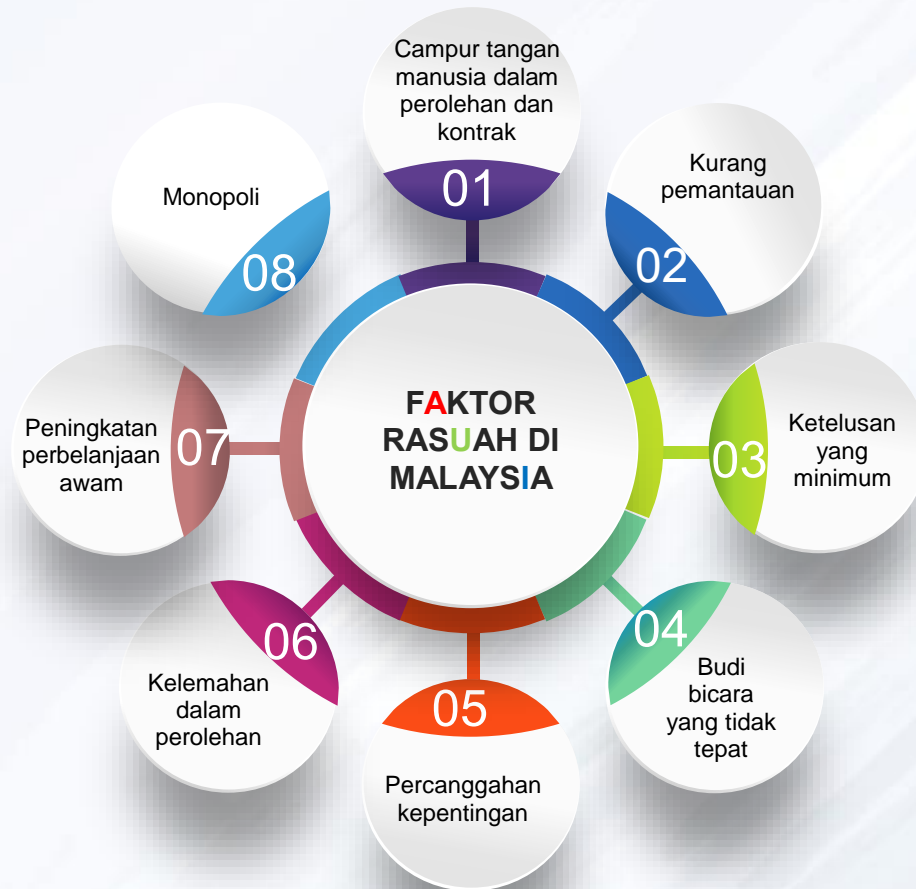 FAKTOR
RASUAH DI
MALAYSIA
Campur tangan
manusia dalam
perolehan dan
kontrak
01
Kurang
pemantauan
02
Ketelusan
yang
minimum
03
04
Budi
bicara
yang tidak
tepat
05
Percanggahan
kepentingan
06
Kelemahan
dalam
perolehan
Peningkatan
perbelanjaan
awam
07
Monopoli
08